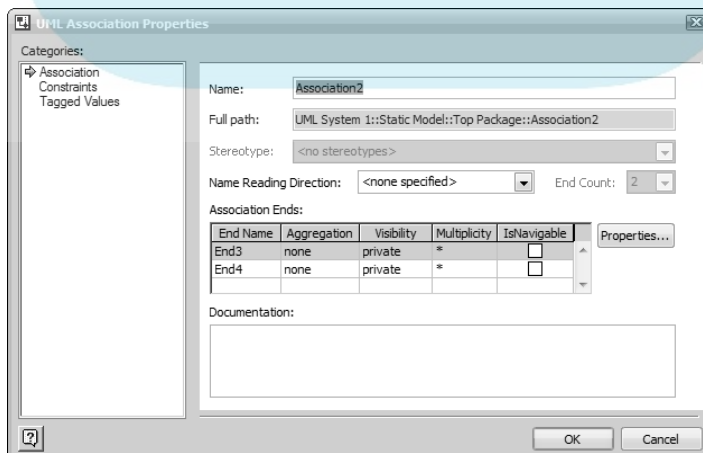 UML Association Properties
Categories:
Association
Constraints
Tagged Values
Name: Association2
Full path: UML System 1::Static Model::Top Package::Association2
Stereotype: <no stereotypes>
Name Reading Direction: <none specified> End Count: 2
Association Ends:
End Name Aggregation Visibility Multiplicity IsNavigable
End3 none private *
End4 none private *
Properties...
Documentation:
OK Cancel